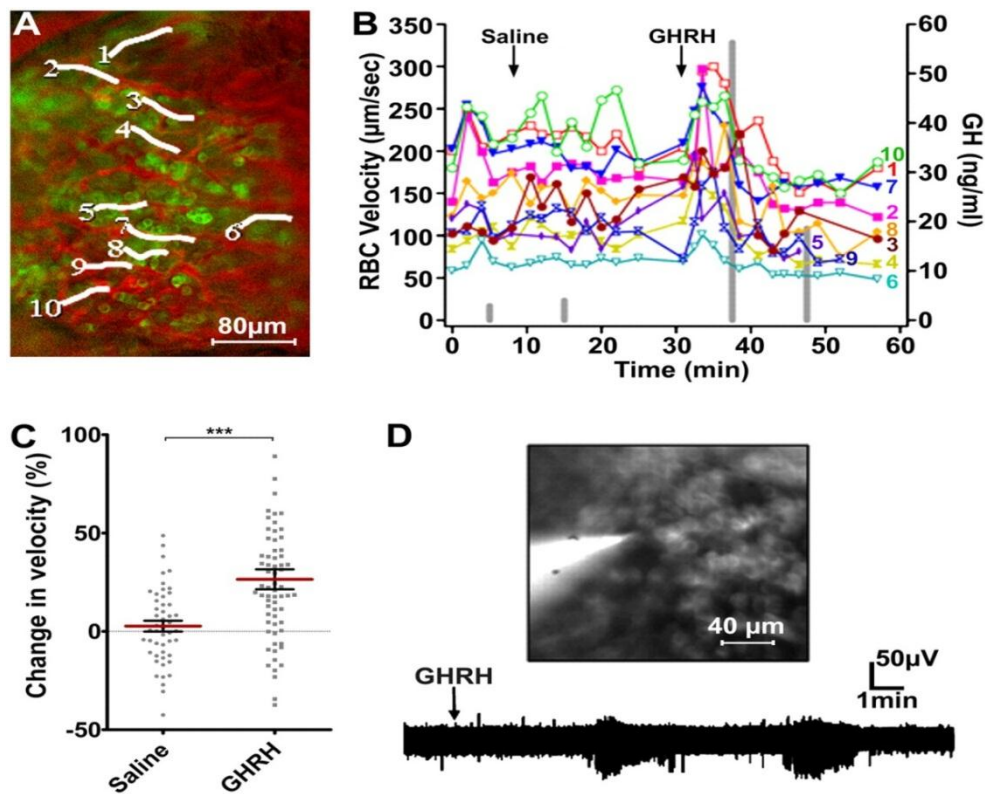 A
1
2
3
4
5
6
7
8
9
10
80µm
B
Saline
GHRH
RBC Velocity (µm/sec)
350
300
250
200
150
100
50
0
GH (ng/ml)
60
50
40
30
20
10
0
10
1
7
2
8
3
5
4
9
6
0 10 20 30 40 50 60
Time (min)
C
Change in velocity (%)
100
50
0
-50
***
Saline
GHRH
D
40 µm
GHRH
50µV
1min